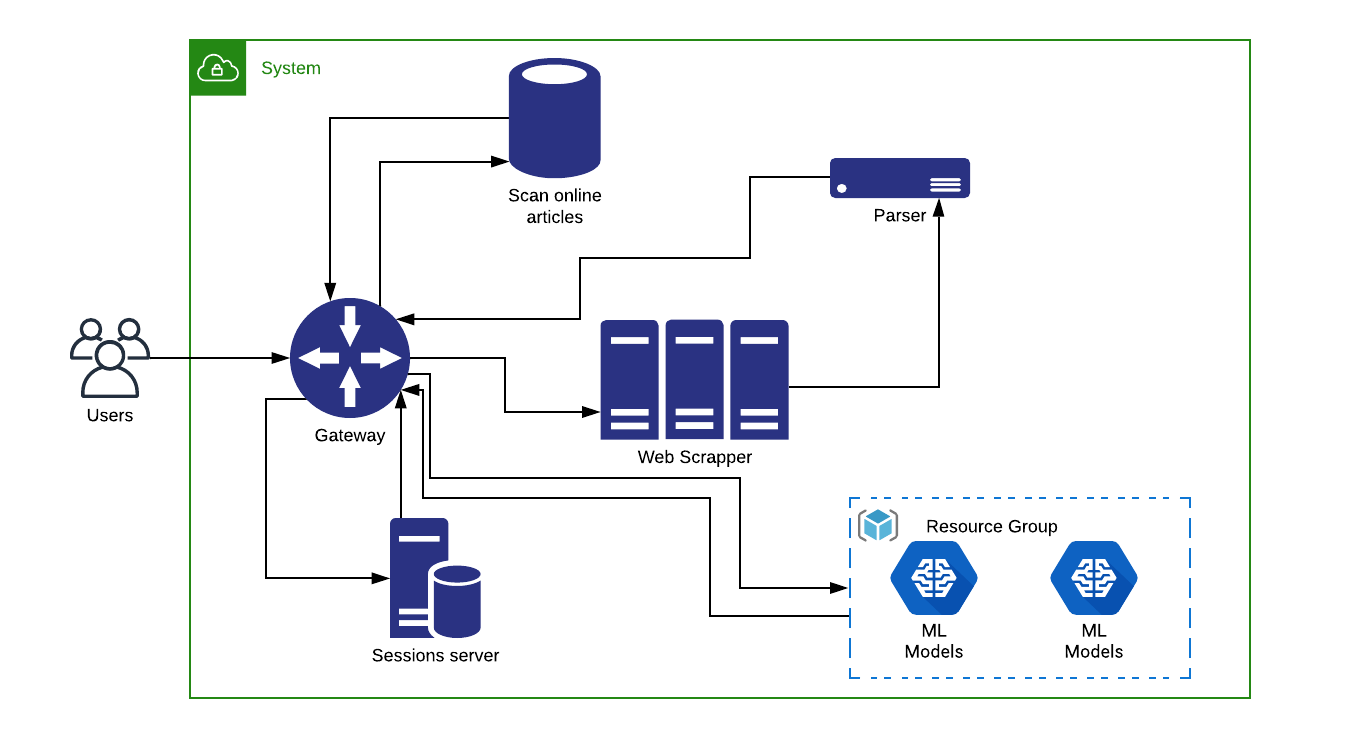 System
Scan online
articles
Parser
Users
Gateway
Web Scrapper
Resource Group
ML
Models
ML
Models
Sessions server